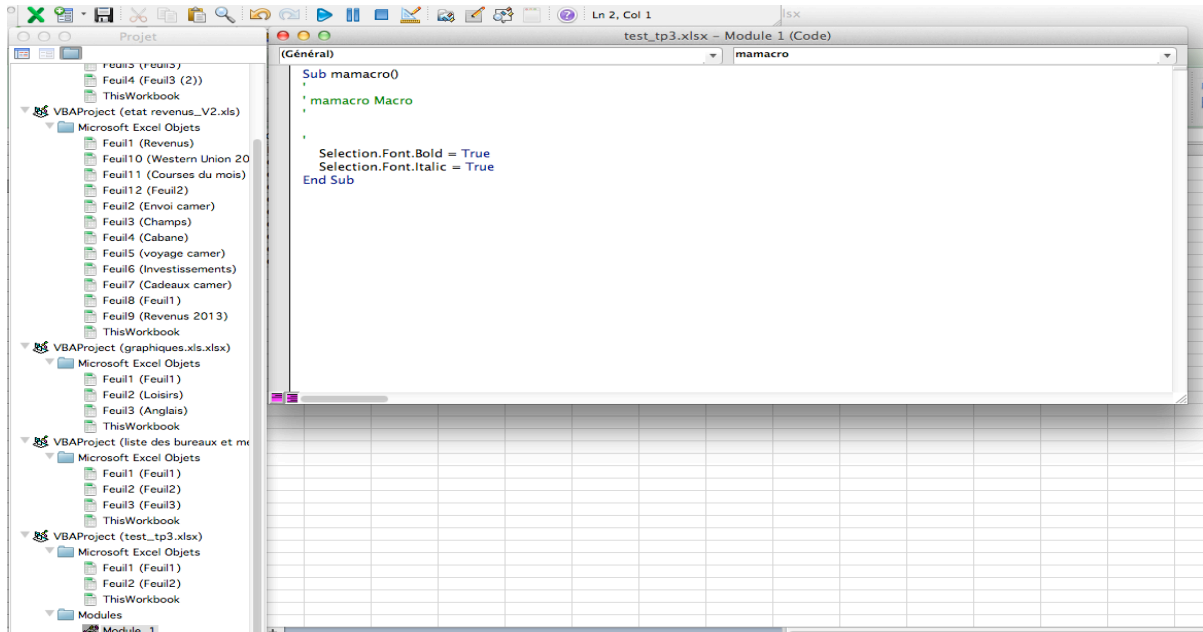 Ln 2, Col 1
lsx
Projet
test_tp3.xlsx – Module 1 (Code)
(Général)
mamacro
Feuil3 (Feuil3)
Feuil4 (Feuil3 (2))
ThisWorkbook
VBAProject (etat revenus_V2.xls)
Microsoft Excel Objets
Feuil1 (Revenus)
Feuil10 (Western Union 20
Feuil11 (Courses du mois)
Feuil12 (Feuil2)
Feuil2 (Envoi camer)
Feuil3 (Champs)
Feuil4 (Cabane)
Feuil5 (voyage camer)
Feuil6 (Investissements)
Feuil7 (Cadeaux camer)
Feuil8 (Feuil1)
Feuil9 (Revenus 2013)
ThisWorkbook
VBAProject (graphiques.xls.xlsx)
Microsoft Excel Objets
Feuil1 (Feuil1)
Feuil2 (Loisirs)
Feuil3 (Anglais)
ThisWorkbook
VBAProject (liste des bureaux et me
Microsoft Excel Objets
Feuil1 (Feuil1)
Feuil2 (Feuil2)
Feuil3 (Feuil3)
ThisWorkbook
VBAProject (test_tp3.xlsx)
Microsoft Excel Objets
Feuil1 (Feuil1)
Feuil2 (Feuil2)
ThisWorkbook
Modules
Module 1
Sub mamacro()
'
' mamacro Macro
'
'
Selection.Font.Bold = True
Selection.Font.Italic = True
End Sub